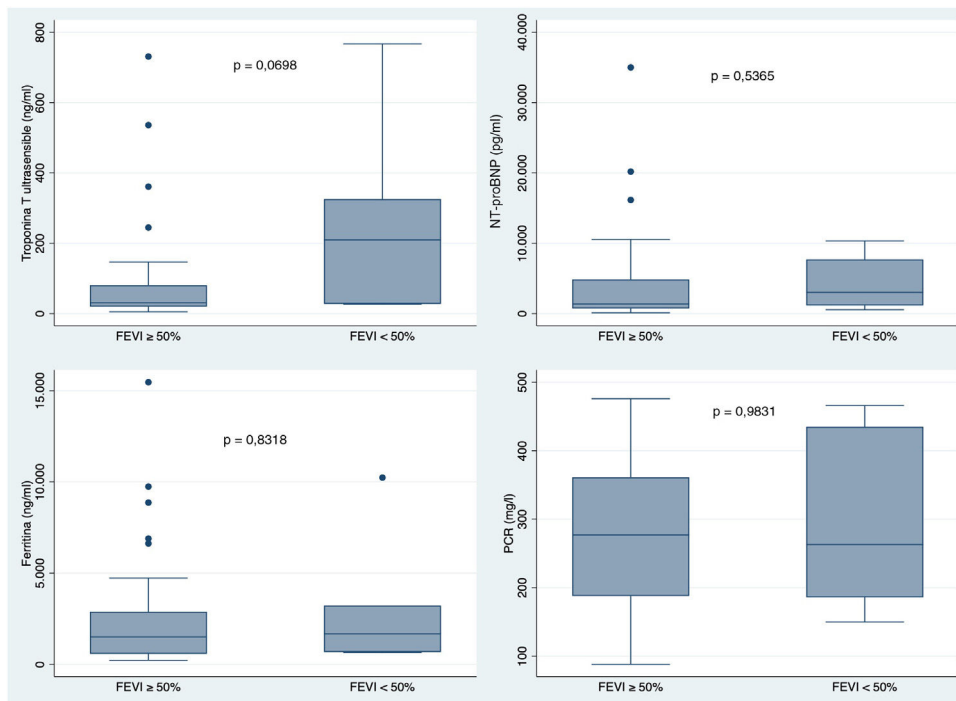 Troponina T ultrasensible (ng/ml)
800
600
400
200
0
p = 0,0698
FEVI ≥ 50%
FEVI < 50%
NT-proBNP (pg/ml)
40.000
30.000
20.000
10.000
0
p = 0,5365
FEVI ≥ 50%
FEVI < 50%
Ferritina (ng/ml)
15.000
10.000
5.000
0
p = 0,8318
FEVI ≥ 50%
FEVI < 50%
PCR (mg/l)
500
400
300
200
100
p = 0,9831
FEVI ≥ 50%
FEVI < 50%